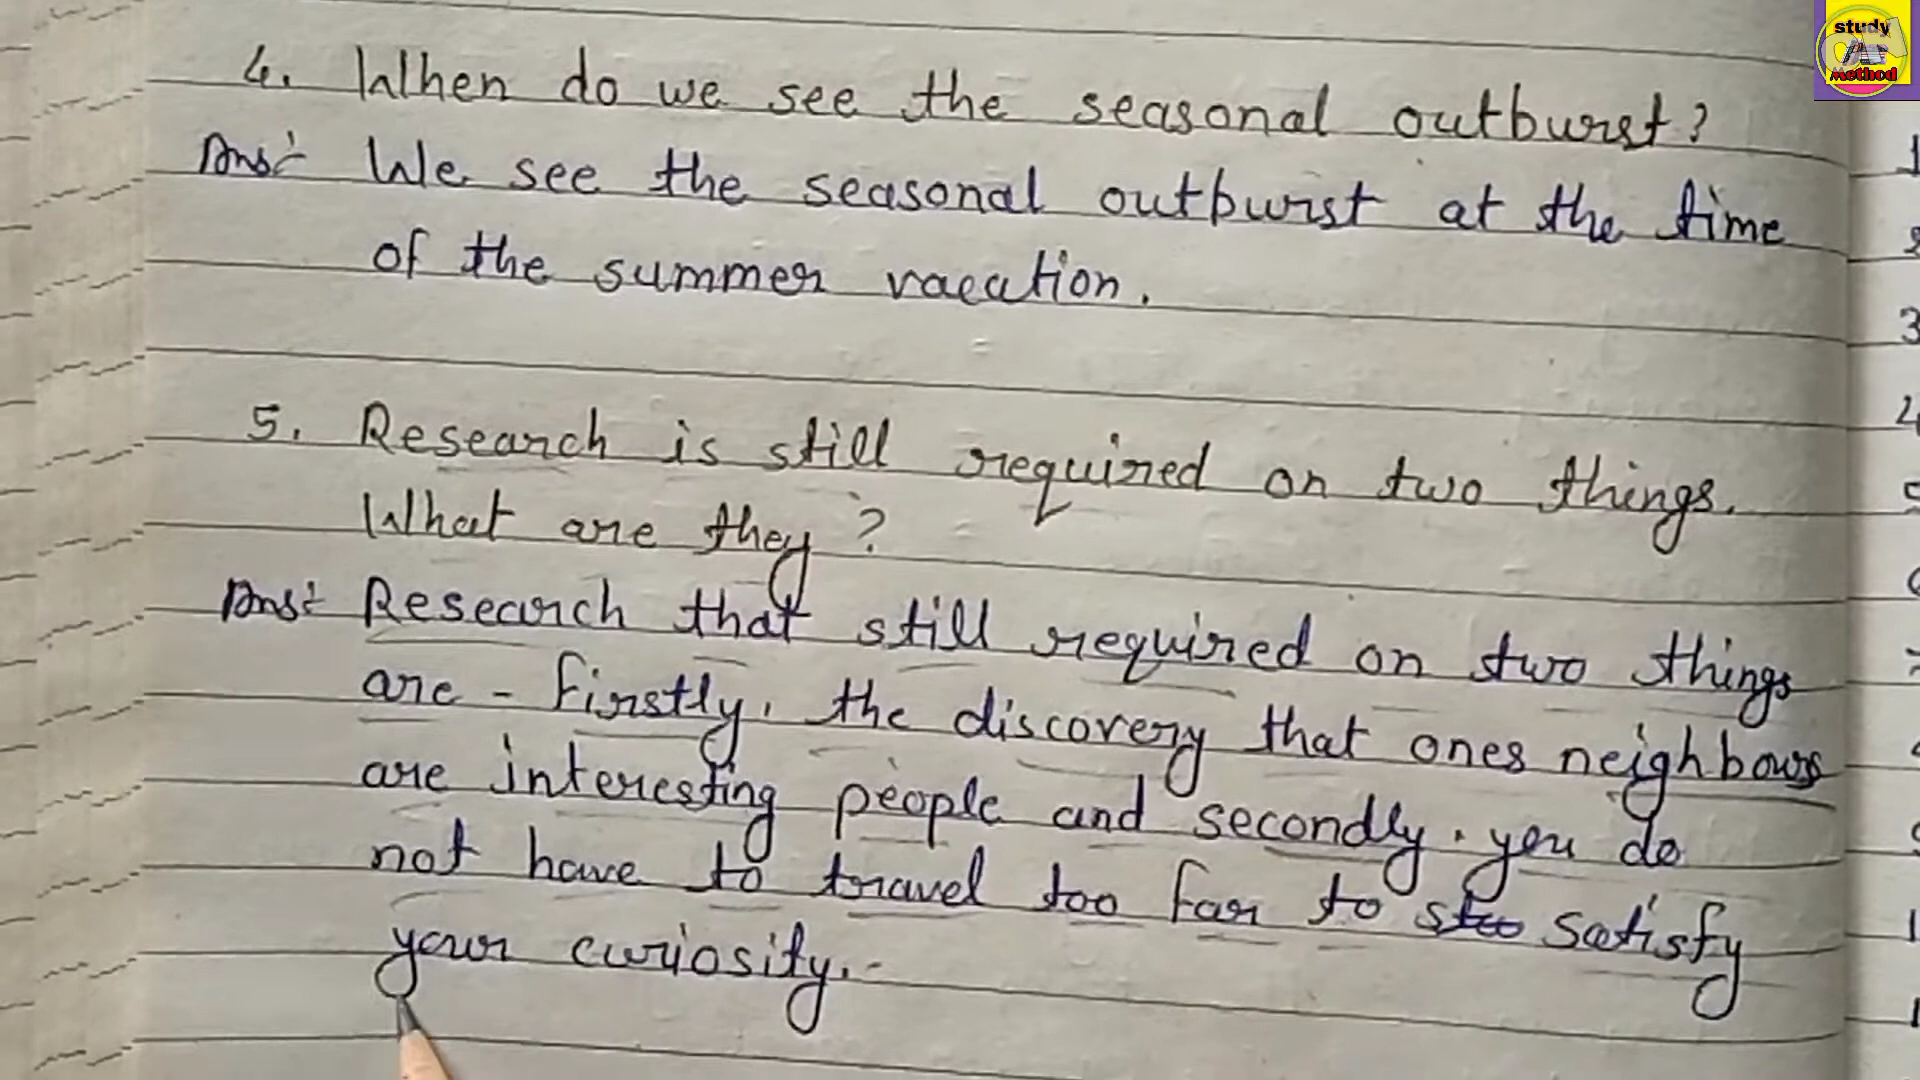 study
Method
4. When do we see the seasonal outburst?
Ans:- We see the seasonal outburst at the time
of the summer vacation.
5. Research is still required on two things.
What are they?
Ans:- Research that still required on two things
are - Firstly, the discovery that ones neighbours
are interesting people and secondly, you do
not have to travel too far to satisfy
your curiosity.